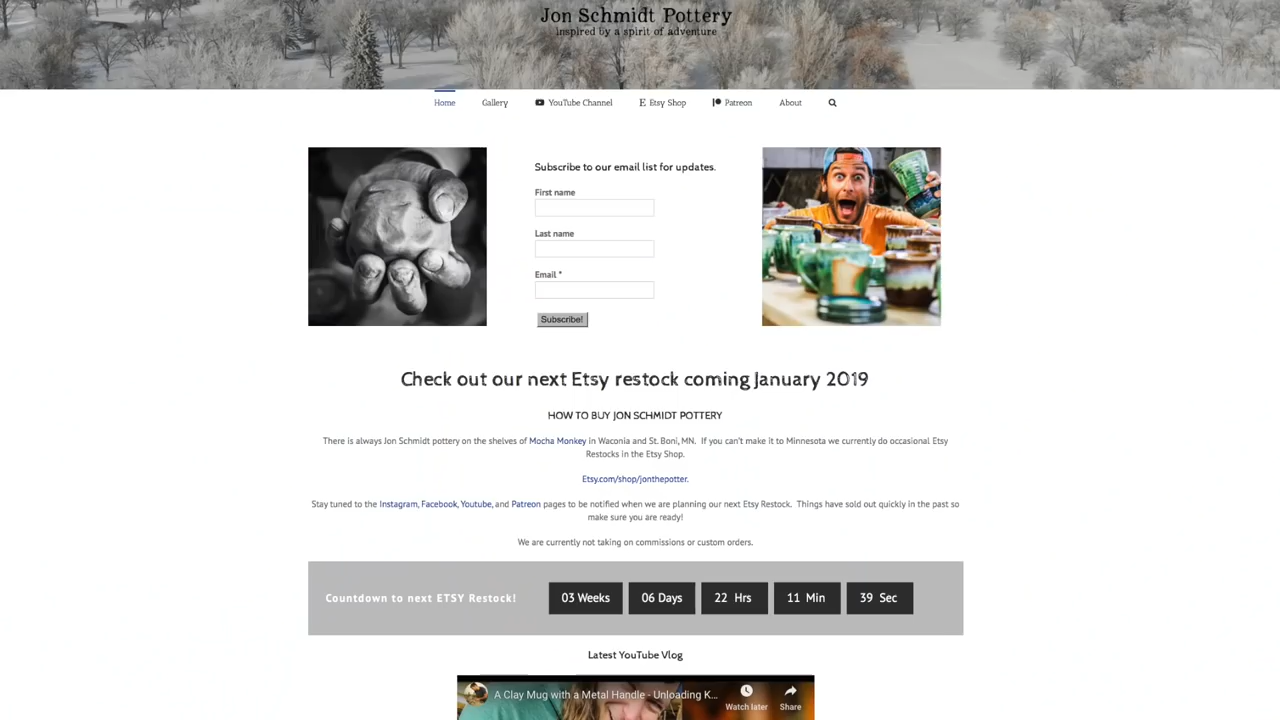 Jon Schmidt Pottery
inspired by a spirit of adventure
Home Gallery YouTube Channel Etsy Shop Patreon About
Subscribe to our email list for updates.
First name
Last name
Email *
Subscribe!
Check out our next Etsy restock coming January 2019
HOW TO BUY JON SCHMIDT POTTERY
There is always Jon Schmidt pottery on the shelves of Mocha Monkey in Waconia and St. Boni, MN. If you can't make it to Minnesota we currently do occasional Etsy
Restocks in the Etsy Shop.
Etsy.com/shop/jonthepotter.
Stay tuned to the Instagram, Facebook, Youtube, and Patreon pages to be notified when we are planning our next Etsy Restock. Things have sold out quickly in the past so
make sure you are ready!
We are currently not taking on commissions or custom orders.
Countdown to next ETSY Restock! 03 Weeks 06 Days 22 Hrs 11 Min 39 Sec
Latest YouTube Vlog
A Clay Mug with a Metal Handle - Unloading K...
Watch later Share